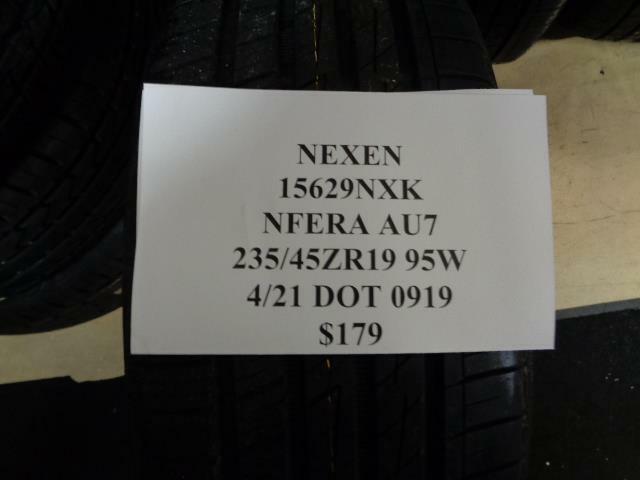 NEXEN
15629NXK
NFERA AU7
235/45ZR19 95W
4/21 DOT 0919
$179